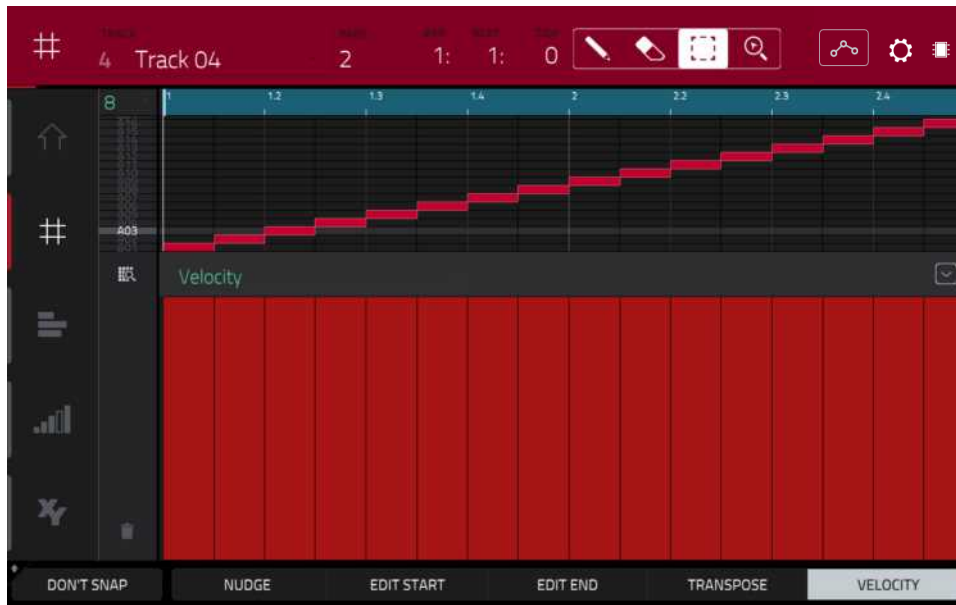 4 Track 04 2 1: 1: 0
8 1 1.2 1.3 1.4 2 2.2 2.3 2.4
A03
Velocity
XY
DON'T SNAP NUDGE EDIT START EDIT END TRANSPOSE VELOCITY